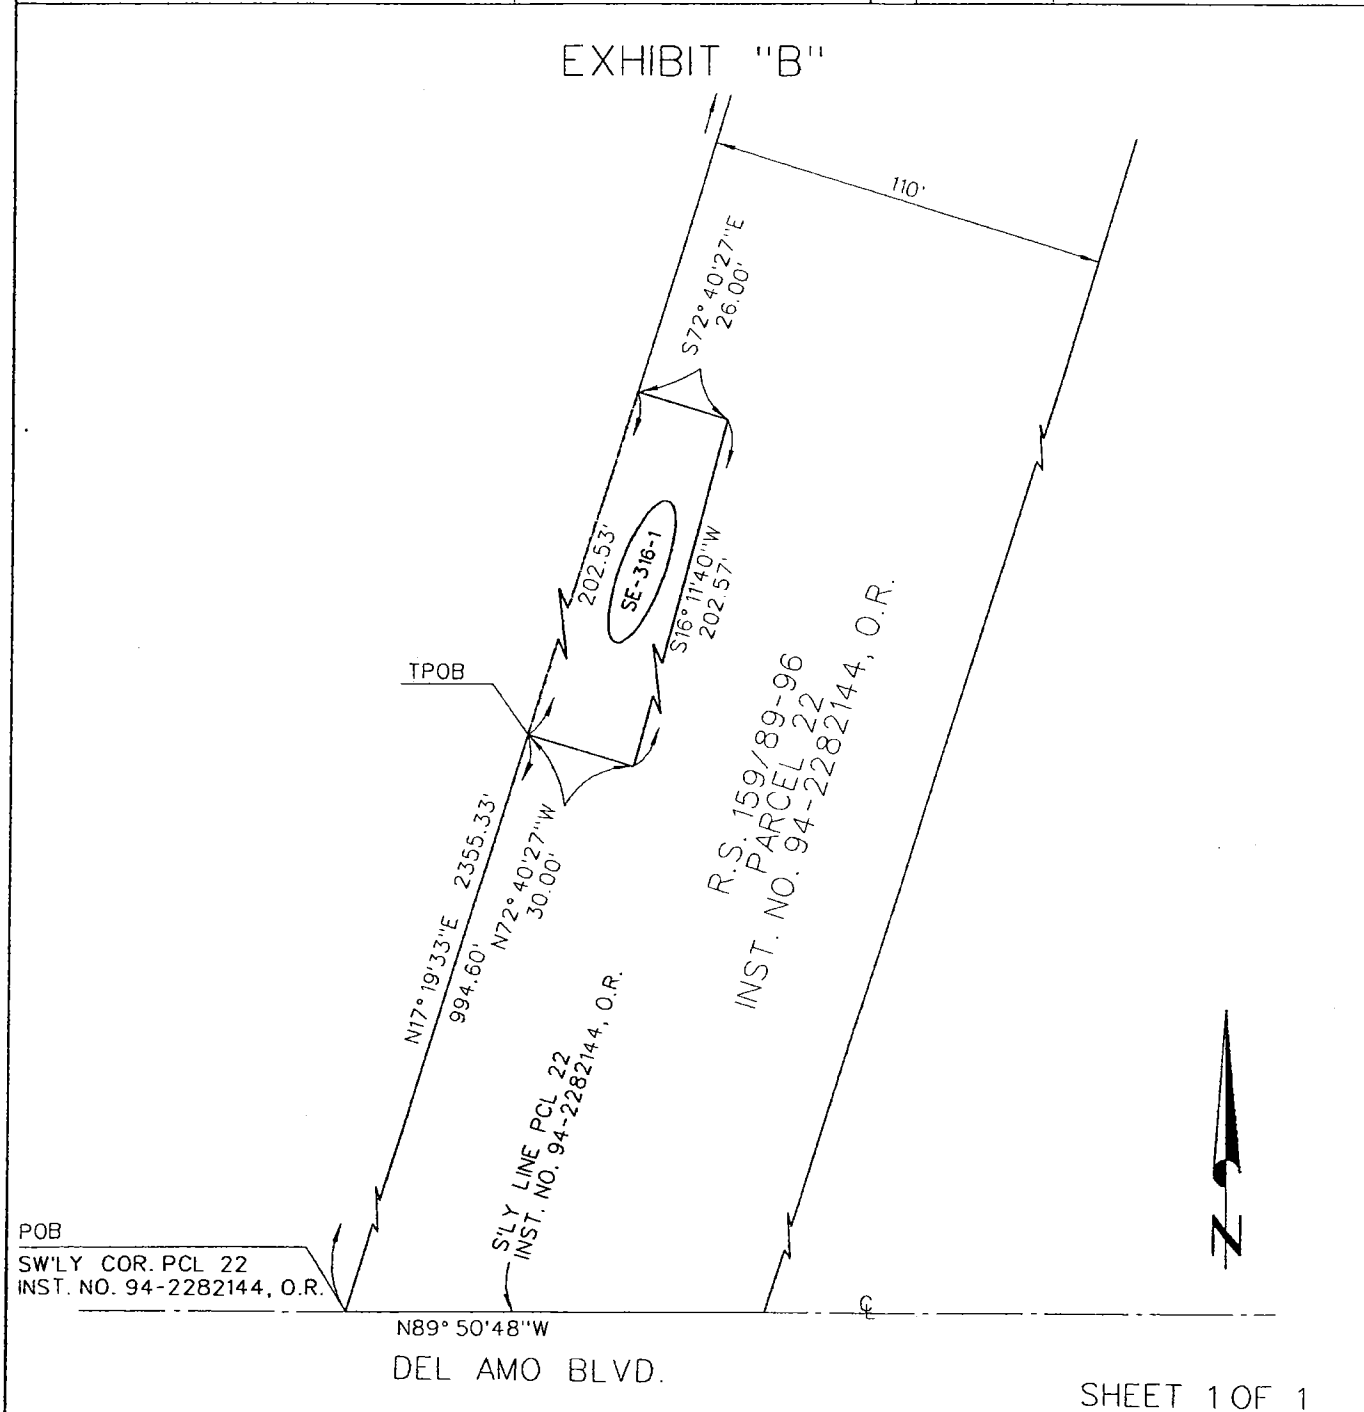 EXHIBIT "B"
110'
S72°40'27"E
26.00'
202.53'
SE-316-1
S16°11'40"W
202.57'
TPOB
N17°19'33"E 2355.33'
994.60'
N72°40'27"W
30.00'
R.S. 159/89-96
PARCEL 22
INST. NO. 94-2282144, O.R.
S'LY LINE PCL 22
INST. NO. 94-2282144, O.R.
N
POB
SW'LY COR. PCL 22
INST. NO. 94-2282144, O.R.
℄
N89°50'48"W
DEL AMO BLVD.
SHEET 1 OF 1